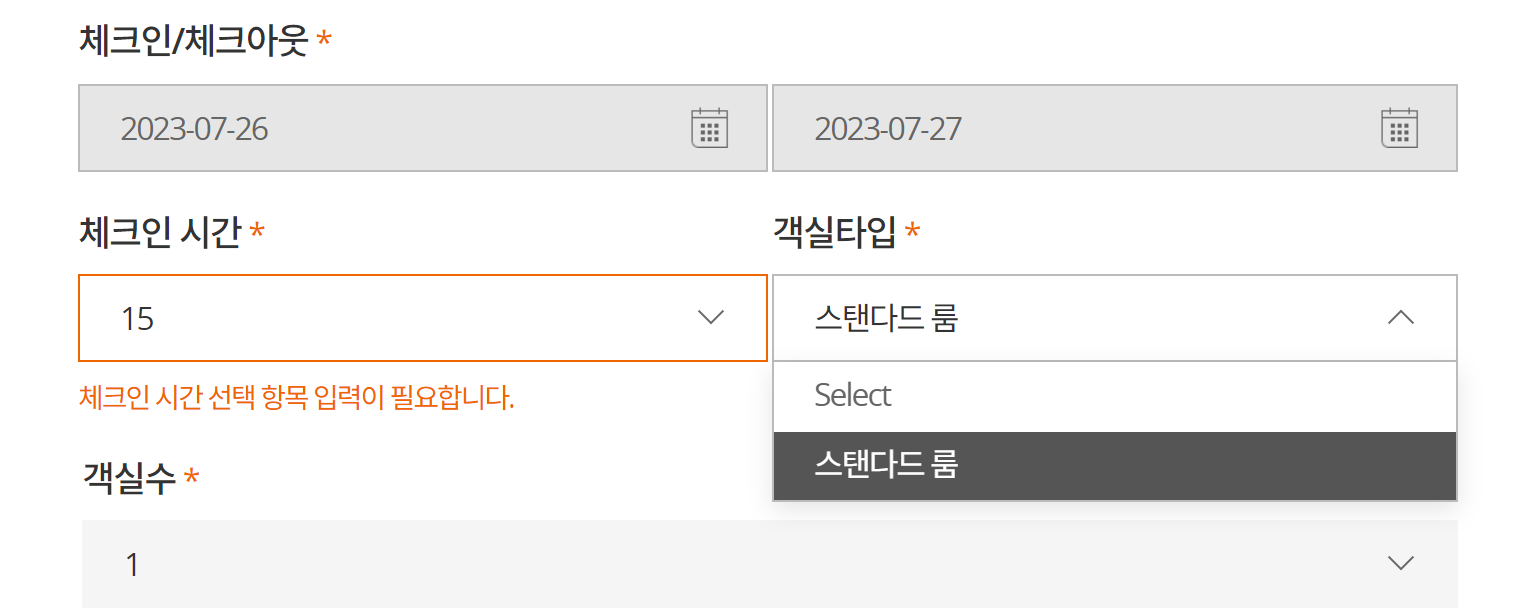 체크인/체크아웃 *
2023-07-26
2023-07-27
체크인 시간 *
객실타입 *
15
스탠다드 룸
체크인 시간 선택 항목 입력이 필요합니다.
Select
스탠다드 룸
객실수 *
1